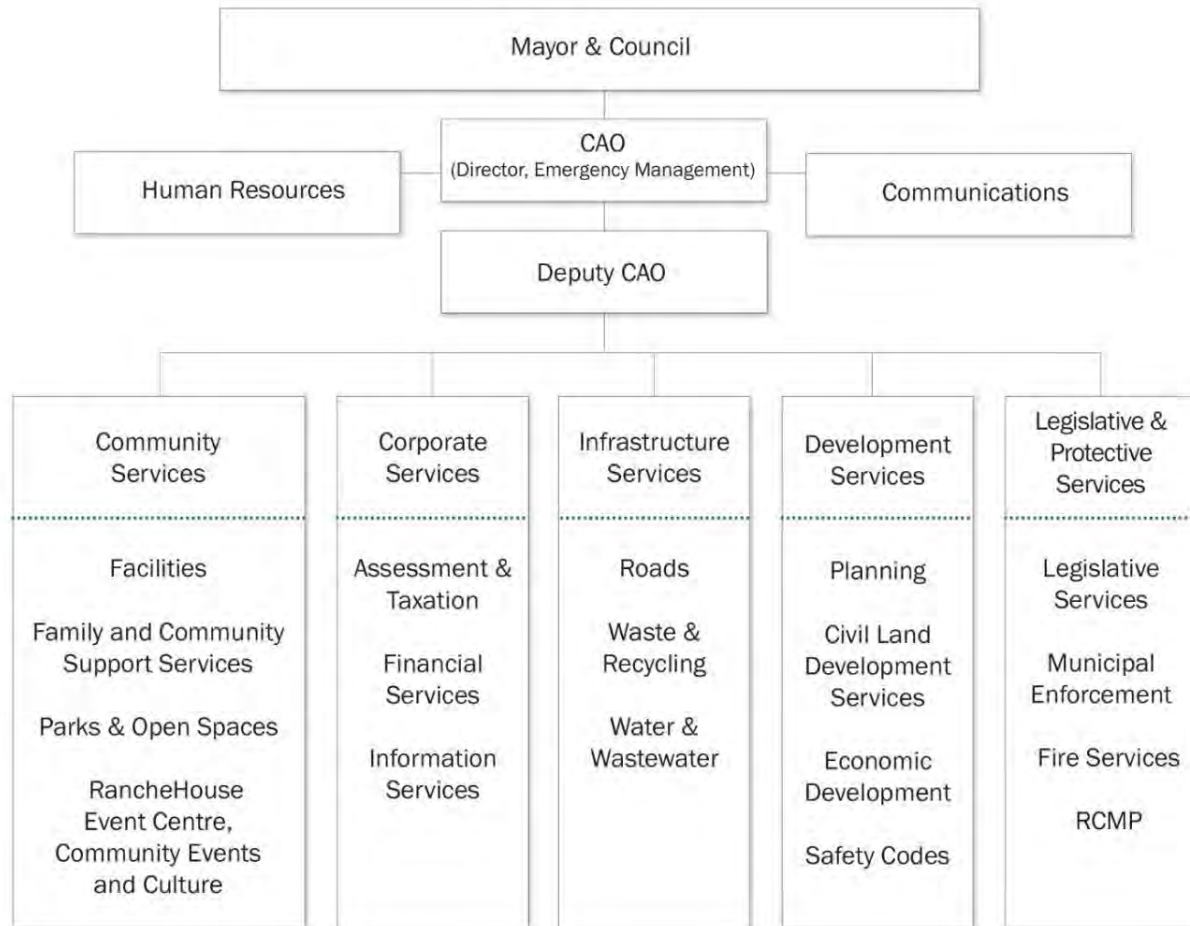 Mayor & Council
CAO
(Director, Emergency Management)
Human Resources
Communications
Deputy CAO
Community
Services
Facilities
Family and Community
Support Services
Parks & Open Spaces
RancheHouse
Event Centre,
Community Events
and Culture
Corporate
Services
Assessment &
Taxation
Financial
Services
Information
Services
Infrastructure
Services
Roads
Waste &
Recycling
Water &
Wastewater
Development
Services
Planning
Civil Land
Development
Services
Economic
Development
Safety Codes
Legislative &
Protective
Services
Legislative
Services
Municipal
Enforcement
Fire Services
RCMP